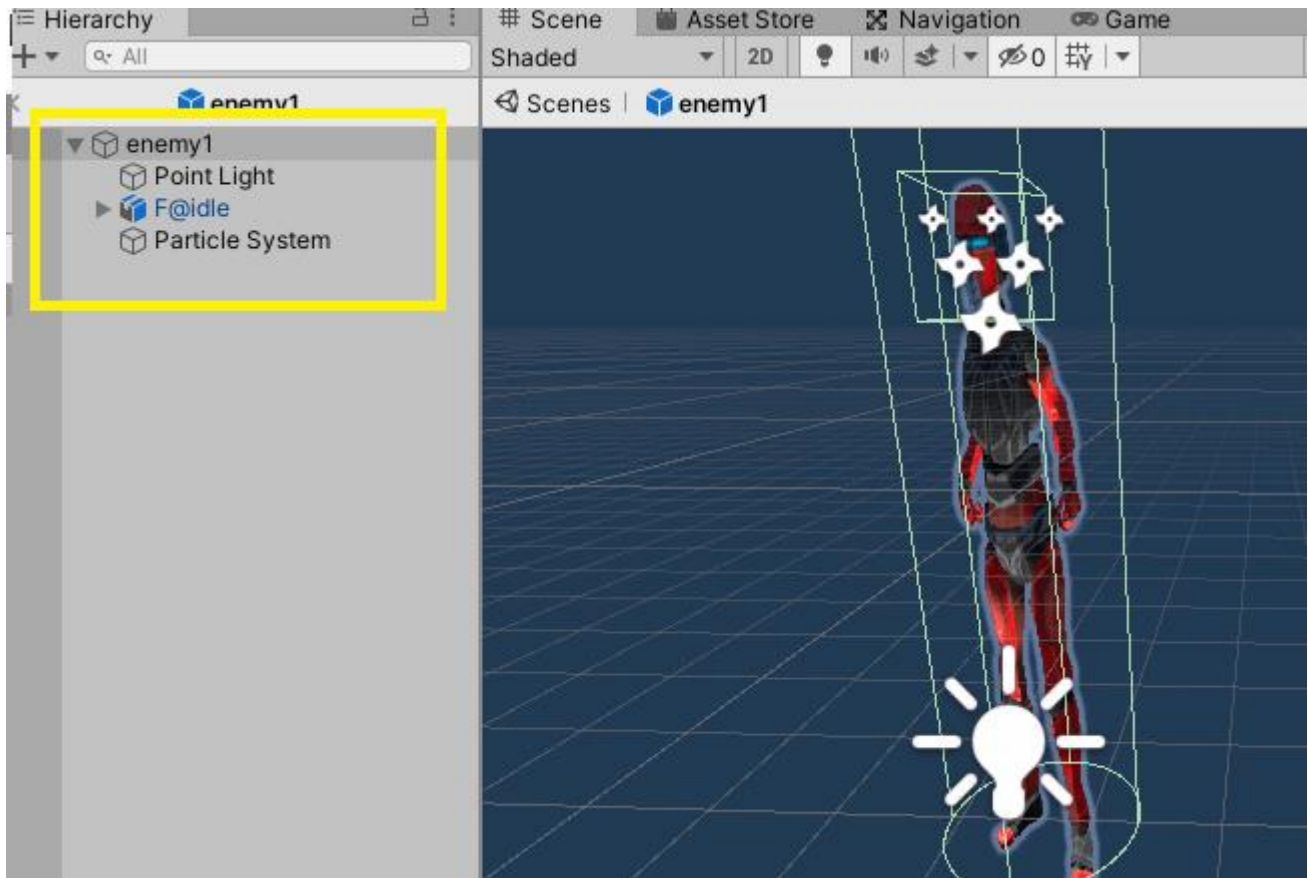 Hierarchy
All
enemy1
enemy1
Point Light
F@idle
Particle System
Scene Asset Store Navigation Game
Shaded 2D 0
Scenes enemy1